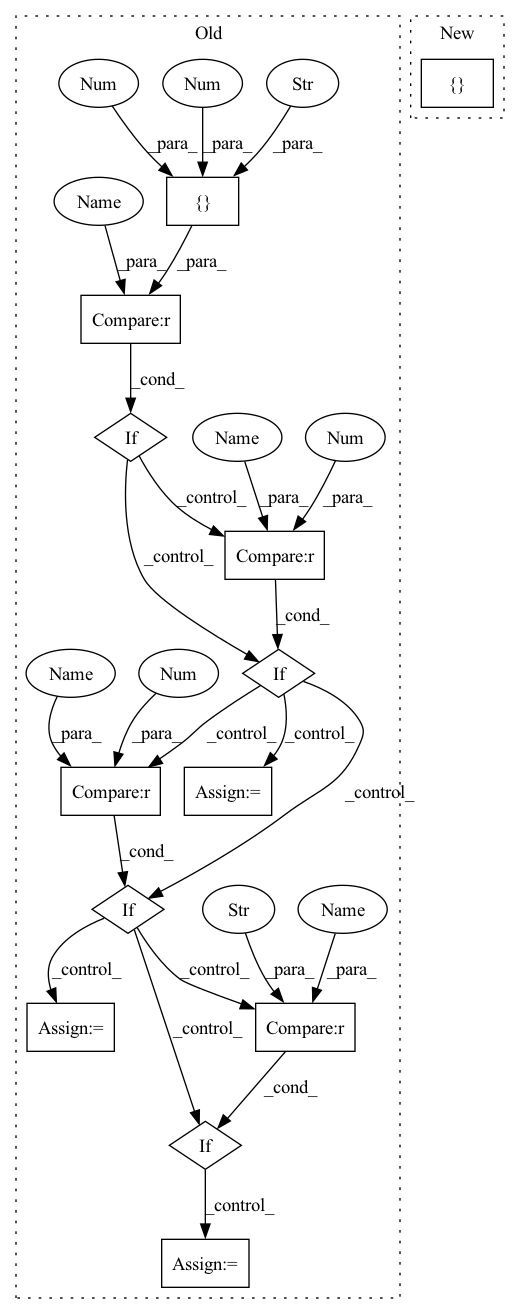 Old
New
Num
Num
Str
{}
_para_
_para_
_para_
Name
{}
_para_
_para_
Compare:r
_cond_
If
Name
Num
_control_
_para_
_para_
_control_
Compare:r
_cond_
Name
Num
If
_para_
_para_
_control_
_control_
Compare:r
Assign:=
_control_
_cond_
If
Str
Name
_control_
_control_
_para_
_para_
Assign:=
_control_
Compare:r
_cond_
If
_control_
Assign:=